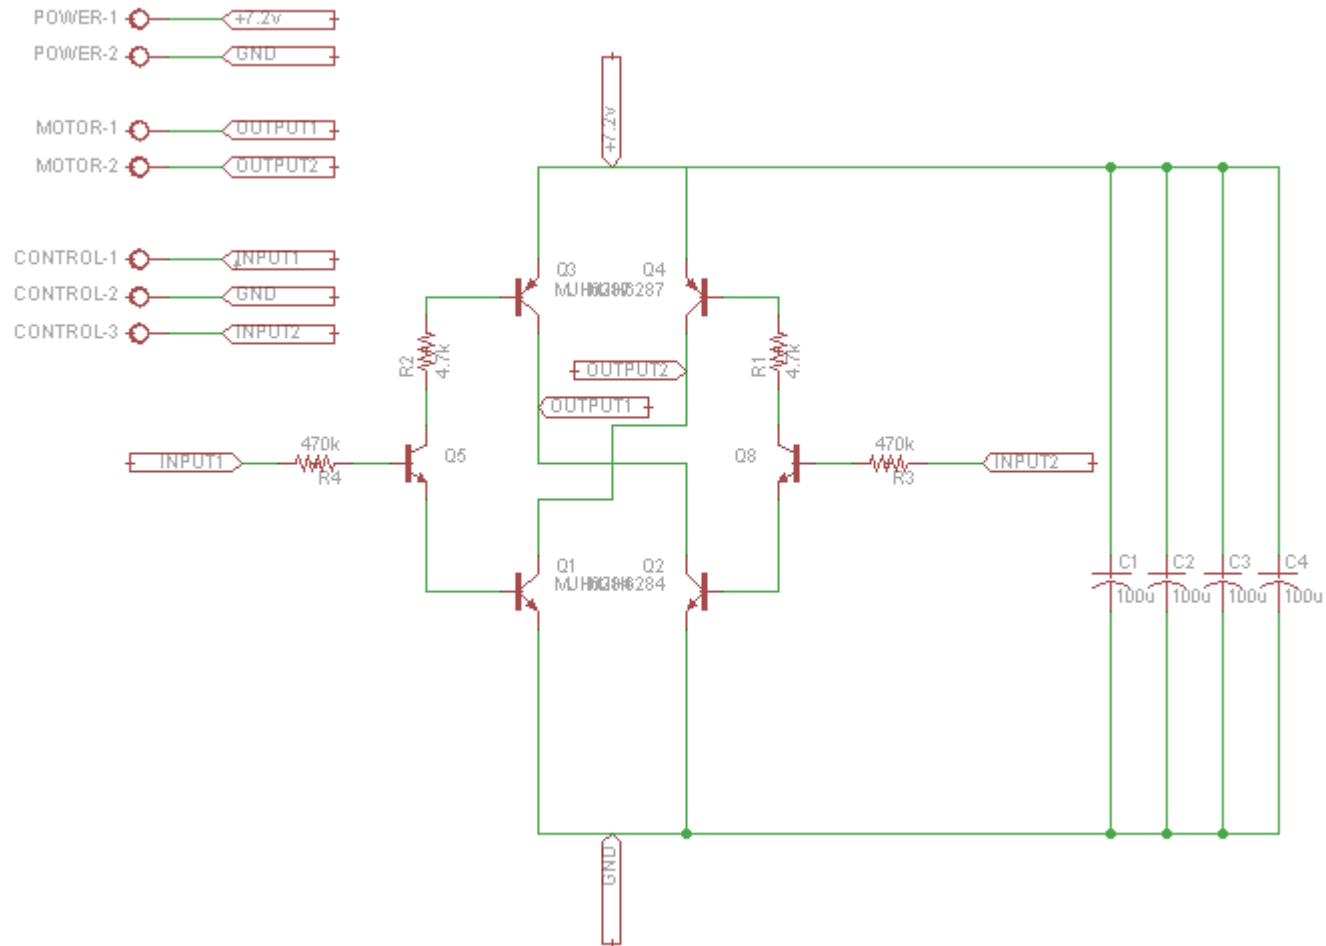 POWER-1 +7.2v
POWER-2 GND
MOTOR-1 OUTPUT1
MOTOR-2 OUTPUT2
CONTROL-1 INPUT1
CONTROL-2 GND
CONTROL-3 INPUT2
+7.2v
Q3 Q4
6287
R2 4.7k
R1 4.7k
OUTPUT2
OUTPUT1
470k
INPUT1
R4
Q5
Q8
470k
R3
INPUT2
Q1 Q2
6284
C1 C2 C3 C4
100u 100u 100u 100u
GND